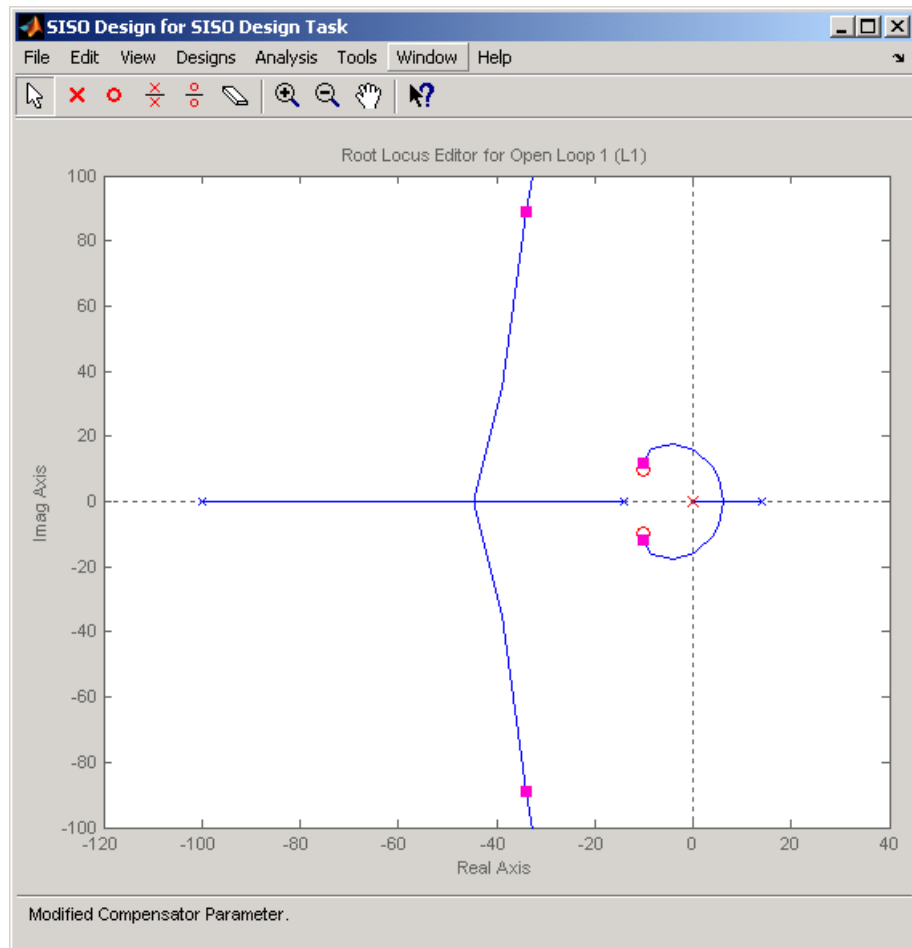 SISO Design for SISO Design Task
File Edit View Designs Analysis Tools Window Help
Root Locus Editor for Open Loop 1 (L1)
100
80
60
40
20
0
-20
-40
-60
-80
-100
Imag Axis
-120 -100 -80 -60 -40 -20 0 20 40
Real Axis
Modified Compensator Parameter.